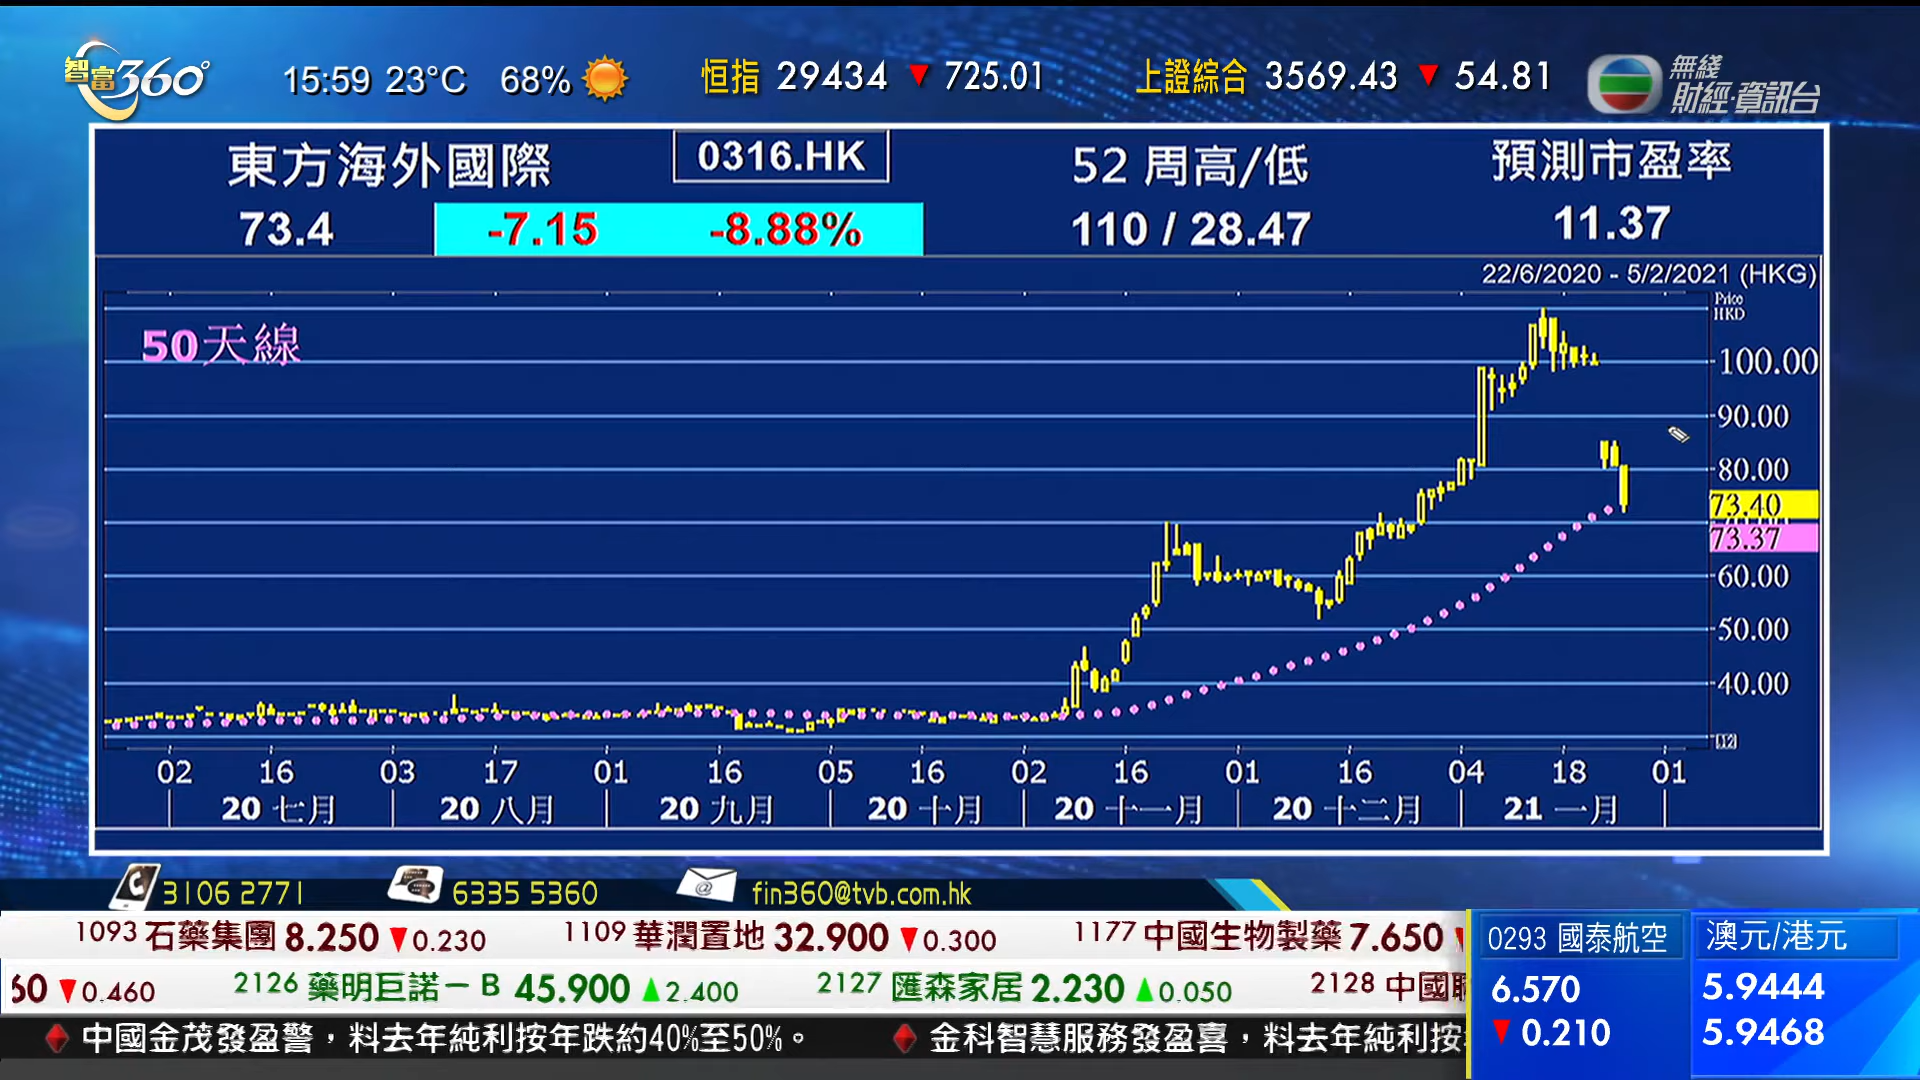 智富360°
15:59 23°C 68%
恒指 29434 ▼ 725.01
上證綜合 3569.43 ▼ 54.81
無綫
財經·資訊台
東方海外國際 0316.HK 52 周高/低 預測市盈率
73.4 -7.15 -8.88% 110 / 28.47 11.37
22/6/2020 - 5/2/2021 (HKG)
Price
HKD
50天線
100.00
90.00
80.00
73.40
73.37
60.00
50.00
40.00
02 16 03 17 01 16 05 16 02 16 01 16 04 18 01
20 七月 20 八月 20 九月 20 十月 20 十一月 20 十二月 21 一月
3106 2771 6335 5360 fin360@tvb.com.hk
1093 石藥集團 8.250 ▼0.230 1109 華潤置地 32.900 ▼0.300 1177 中國生物製藥 7.650
60 ▼0.460 2126 藥明巨諾－B 45.900 ▲2.400 2127 匯森家居 2.230 ▲0.050 2128 中國聯
中國金茂發盈警，料去年純利按年跌約40%至50%。 金科智慧服務發盈喜，料去年純利按
0293 國泰航空
6.570
▼ 0.210
澳元/港元
5.9444
5.9468